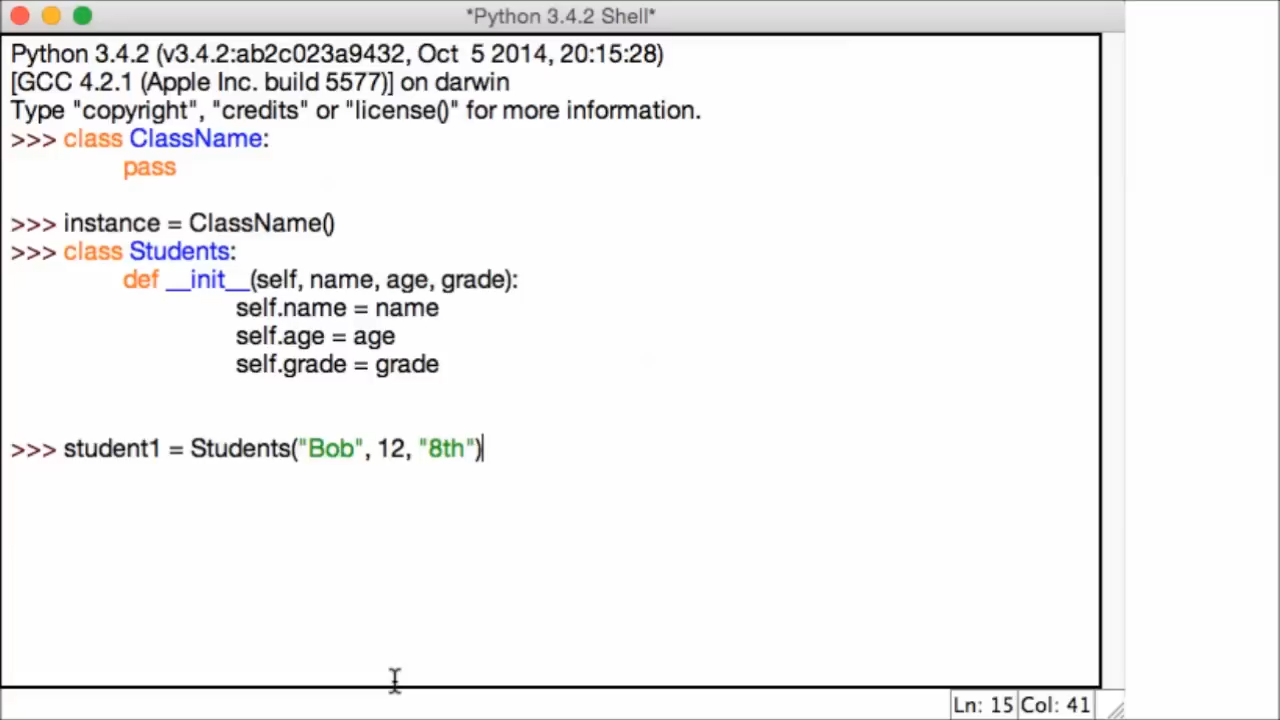 *Python 3.4.2 Shell*
Python 3.4.2 (v3.4.2:ab2c023a9432, Oct  5 2014, 20:15:28)
[GCC 4.2.1 (Apple Inc. build 5577)] on darwin
Type "copyright", "credits" or "license()" for more information.
>>> class ClassName:
pass
>>> instance = ClassName()
>>> class Students:
def __init__(self, name, age, grade):
self.name = name
self.age = age
self.grade = grade
>>> student1 = Students("Bob", 12, "8th")
Ln: 15 Col: 41